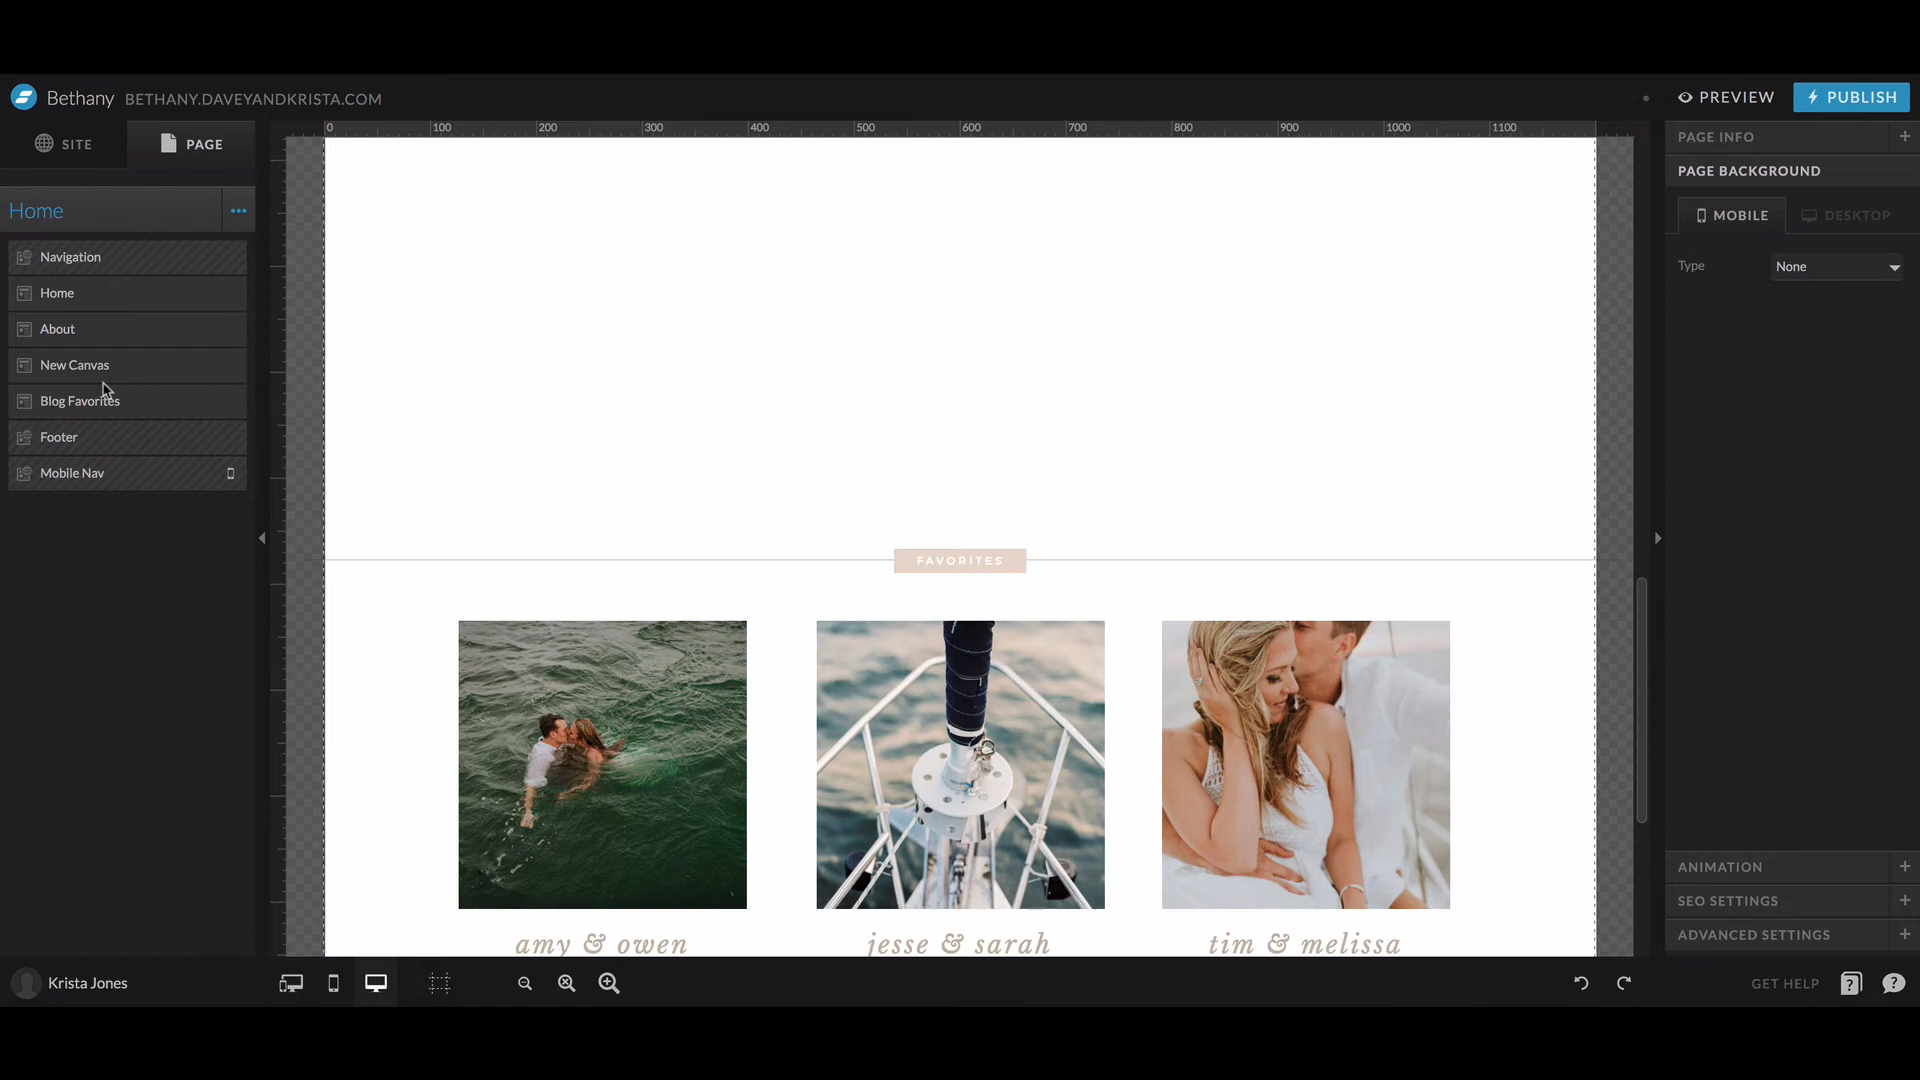 Bethany BETHANY.DAVEYANDKRISTA.COM
PREVIEW
PUBLISH
SITE
PAGE
0 100 200 300 400 500 600 700 800 900 1000 1100
Home
Navigation
Home
About
New Canvas
Blog Favorites
Footer
Mobile Nav
FAVORITES
amy & owen
jesse & sarah
tim & melissa
PAGE INFO
PAGE BACKGROUND
MOBILE
DESKTOP
Type None
ANIMATION
SEO SETTINGS
ADVANCED SETTINGS
Krista Jones
GET HELP